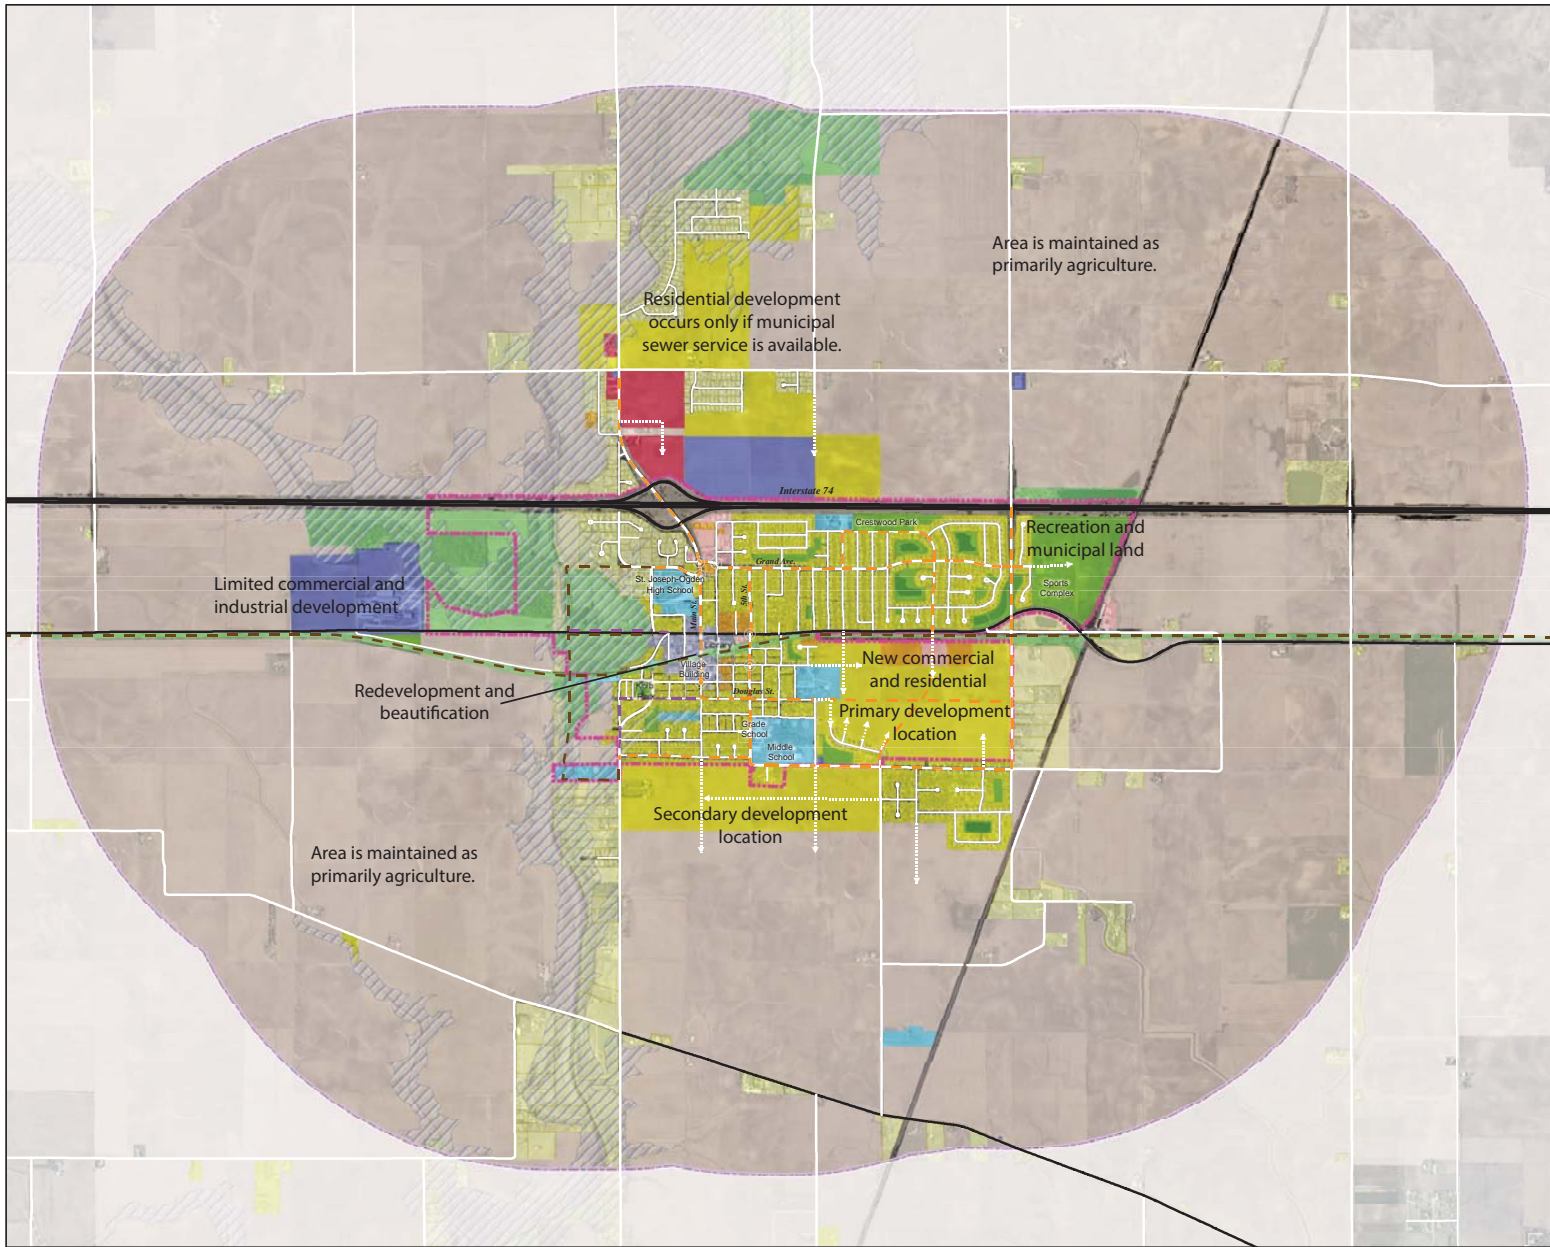 Area is maintained as
primarily agriculture.
Residential development
occurs only if municipal
sewer service is available.
Interstate 74
Crestwood Park
Recreation and
municipal land
Grand Ave.
Limited commercial and
industrial development
St. Joseph-Ogden
High School
Sports
Complex
Main St.
5th St.
New commercial
and residential
Village
Building
Redevelopment and
beautification
Douglas St.
Primary development
location
Grade
School
Middle
School
Secondary development
location
Area is maintained as
primarily agriculture.